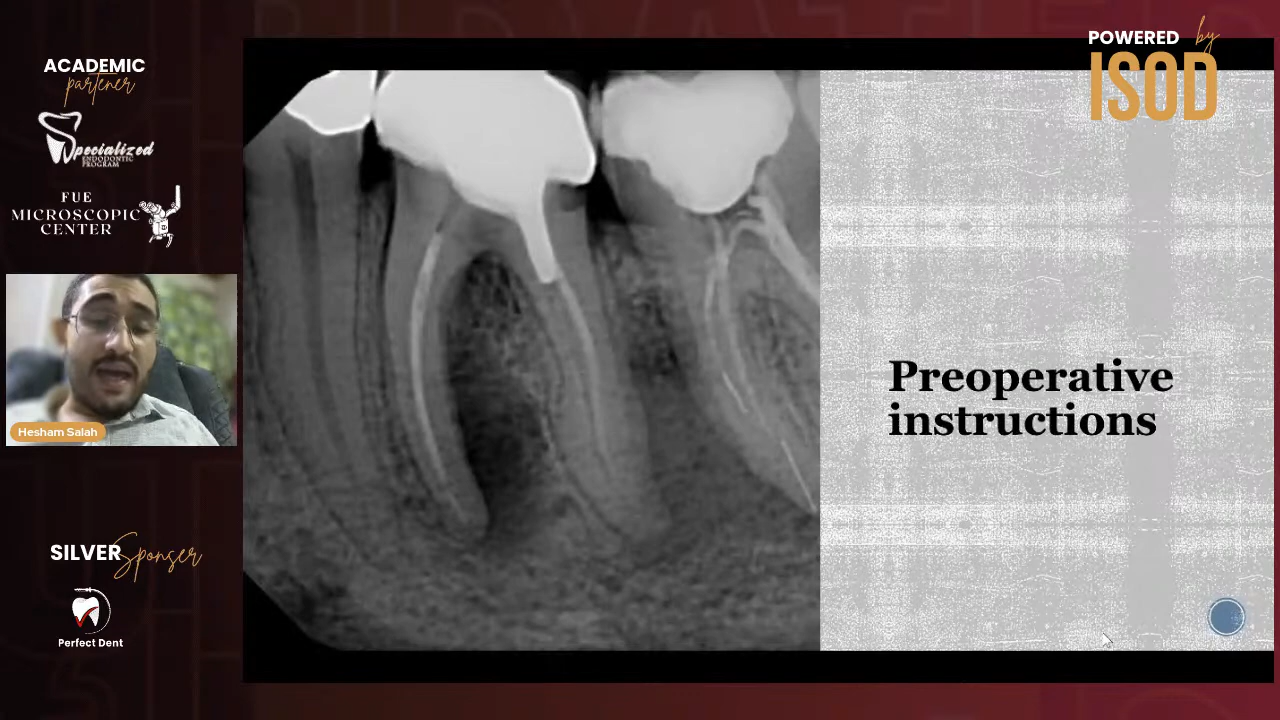 ACADEMIC
partener
Specialized
ENDODONTIC
PROGRAM
FUE
MICROSCOPIC
CENTER
Hesham Salah
SILVER Sponser
Perfect Dent
POWERED by
ISOD
Preoperative
instructions